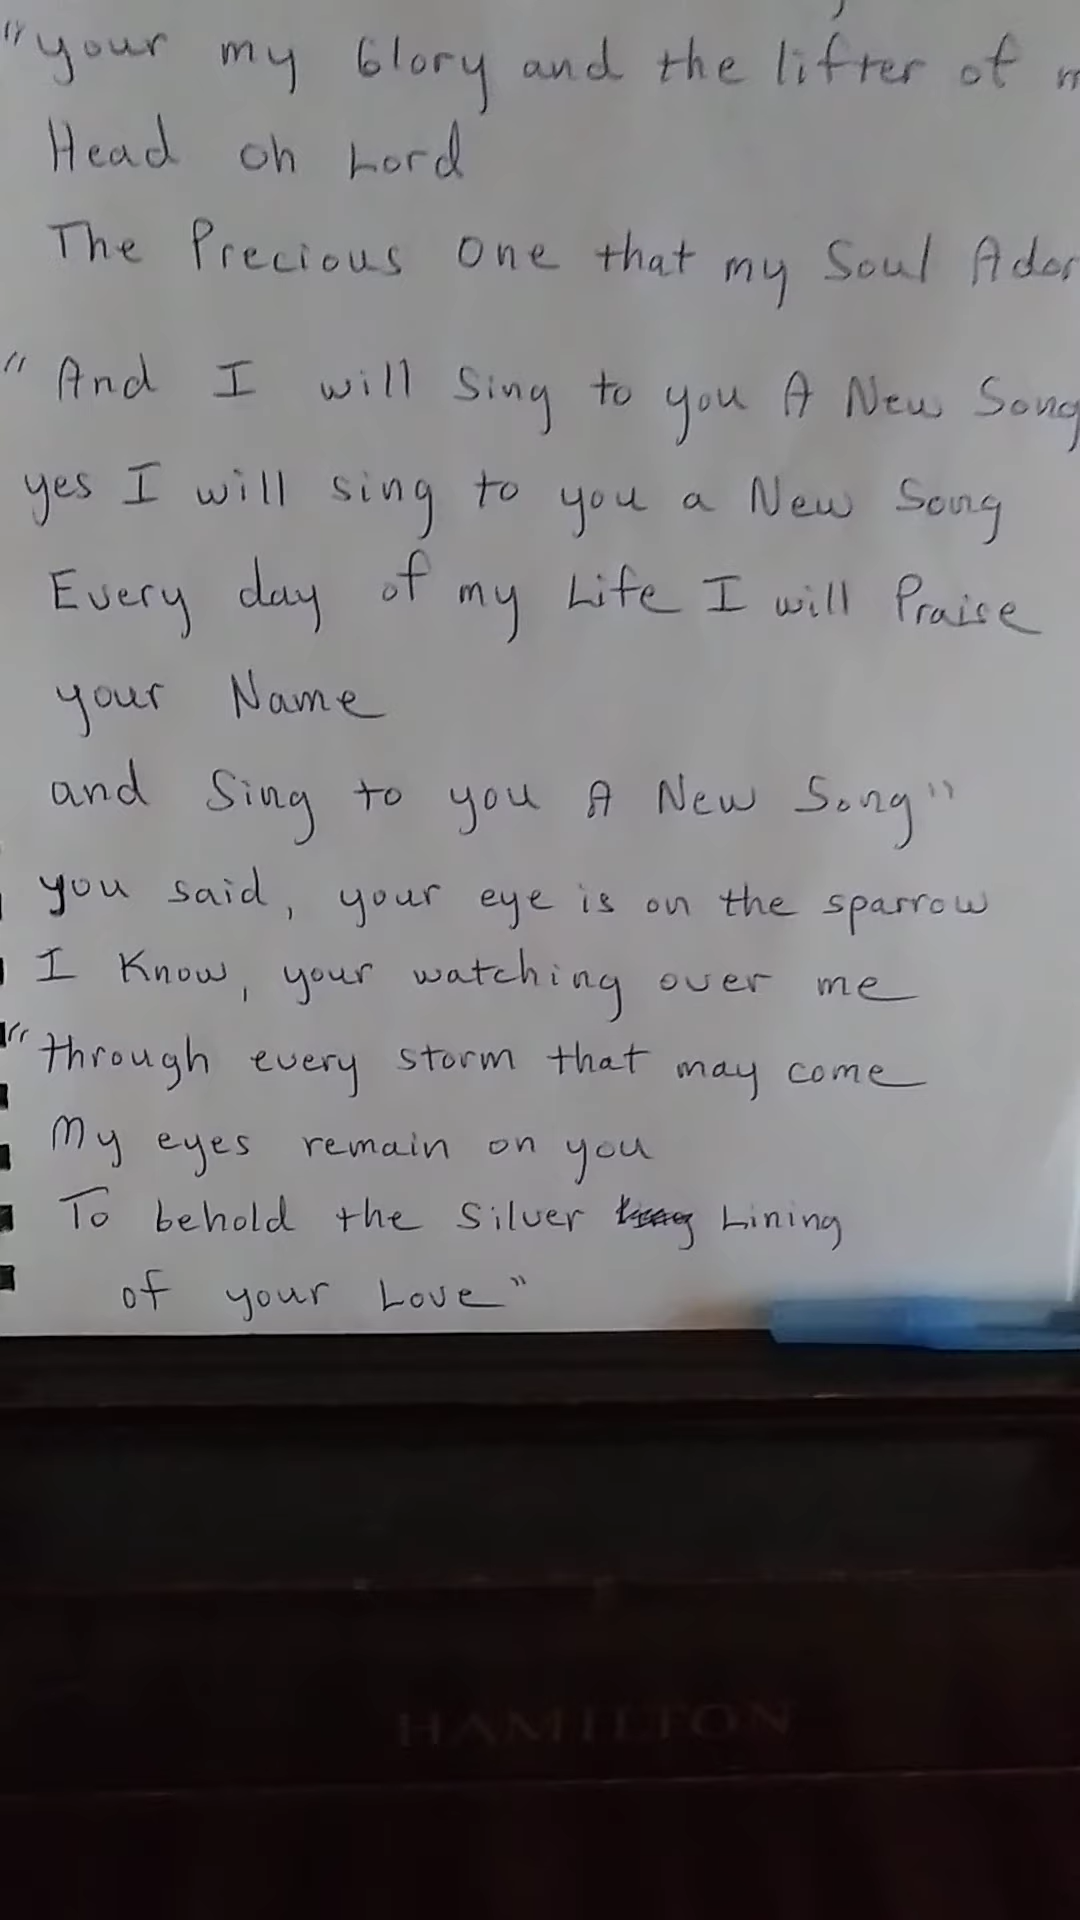 "your my Glory and the lifter of m
Head oh Lord
The Precious One that my Soul Ador
"And I will Sing to you A New Song
yes I will sing to you a New Song
Every day of my Life I will Praise
your Name
and Sing to you A New Song"
you said, your eye is on the sparrow
I Know, your watching over me
"through every storm that may come
My eyes remain on you
To behold the Silver Lining
of your Love"
HAMILTON